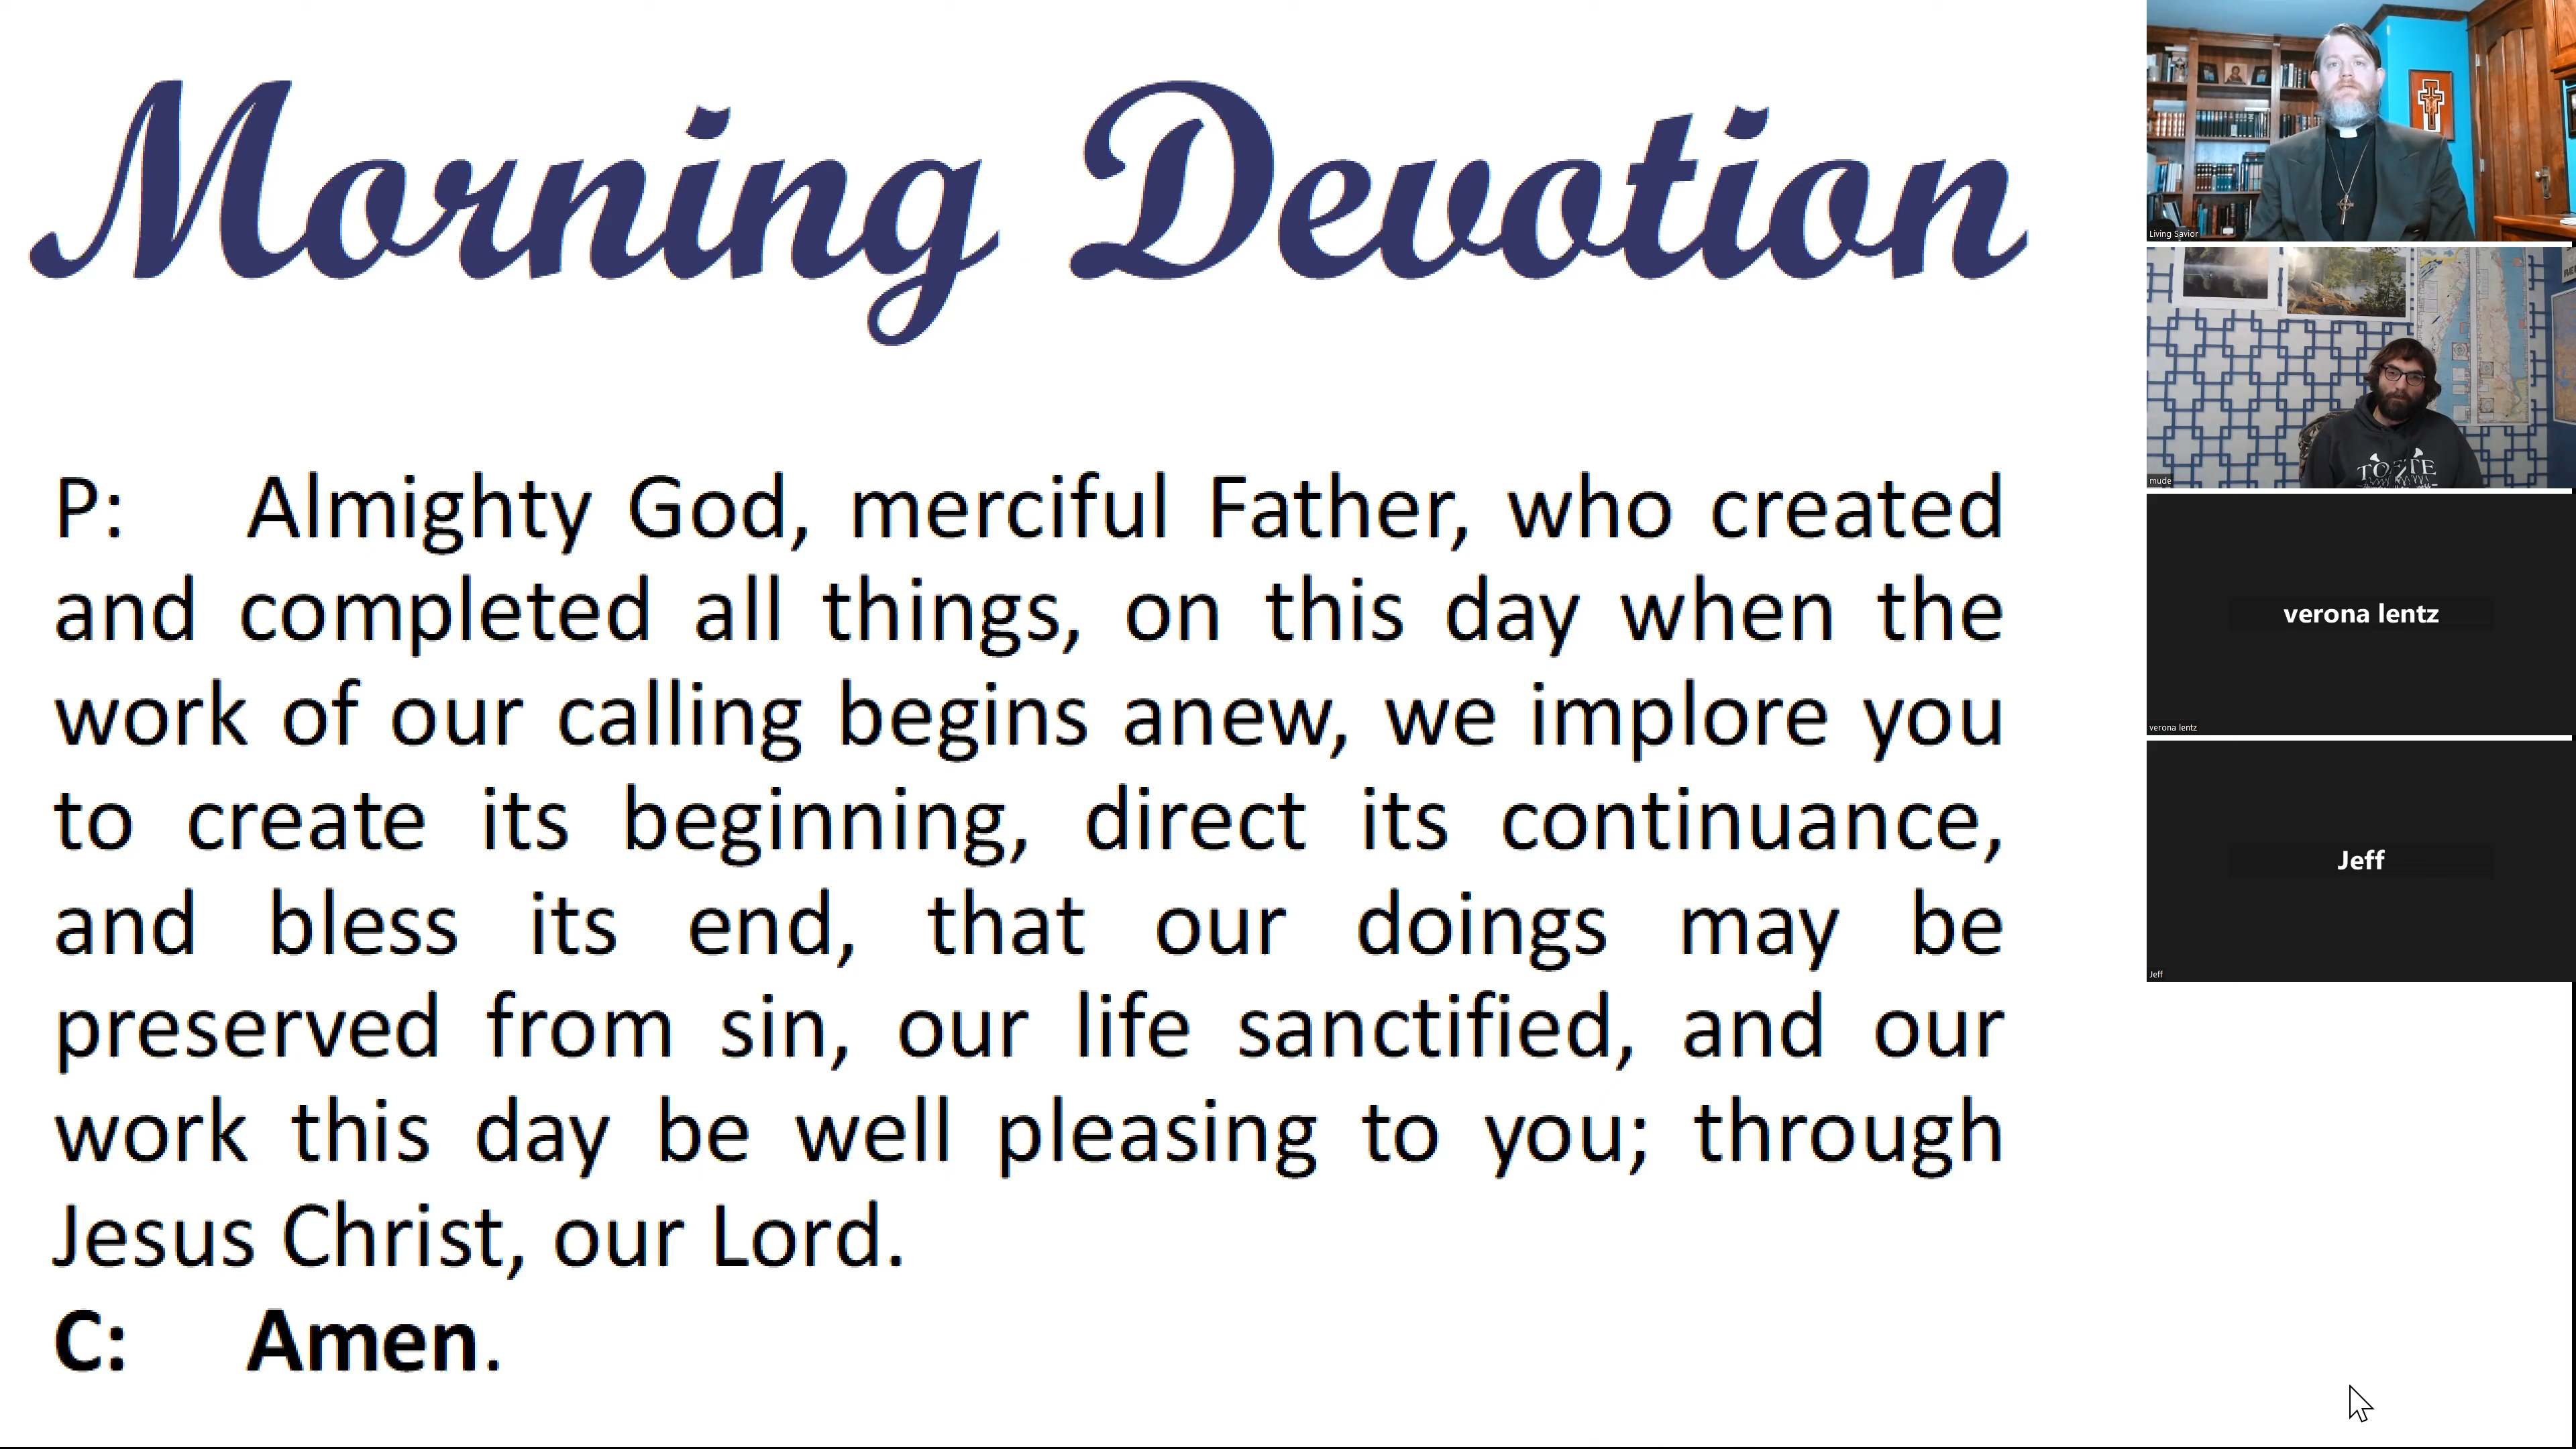 Morning Devotion
P: Almighty God, merciful Father, who created
and completed all things, on this day when the
work of our calling begins anew, we implore you
to create its beginning, direct its continuance,
and bless its end, that our doings may be
preserved from sin, our life sanctified, and our
work this day be well pleasing to you; through
Jesus Christ, our Lord.
C: Amen.
Living Savior
mude
verona lentz
verona lentz
Jeff
Jeff